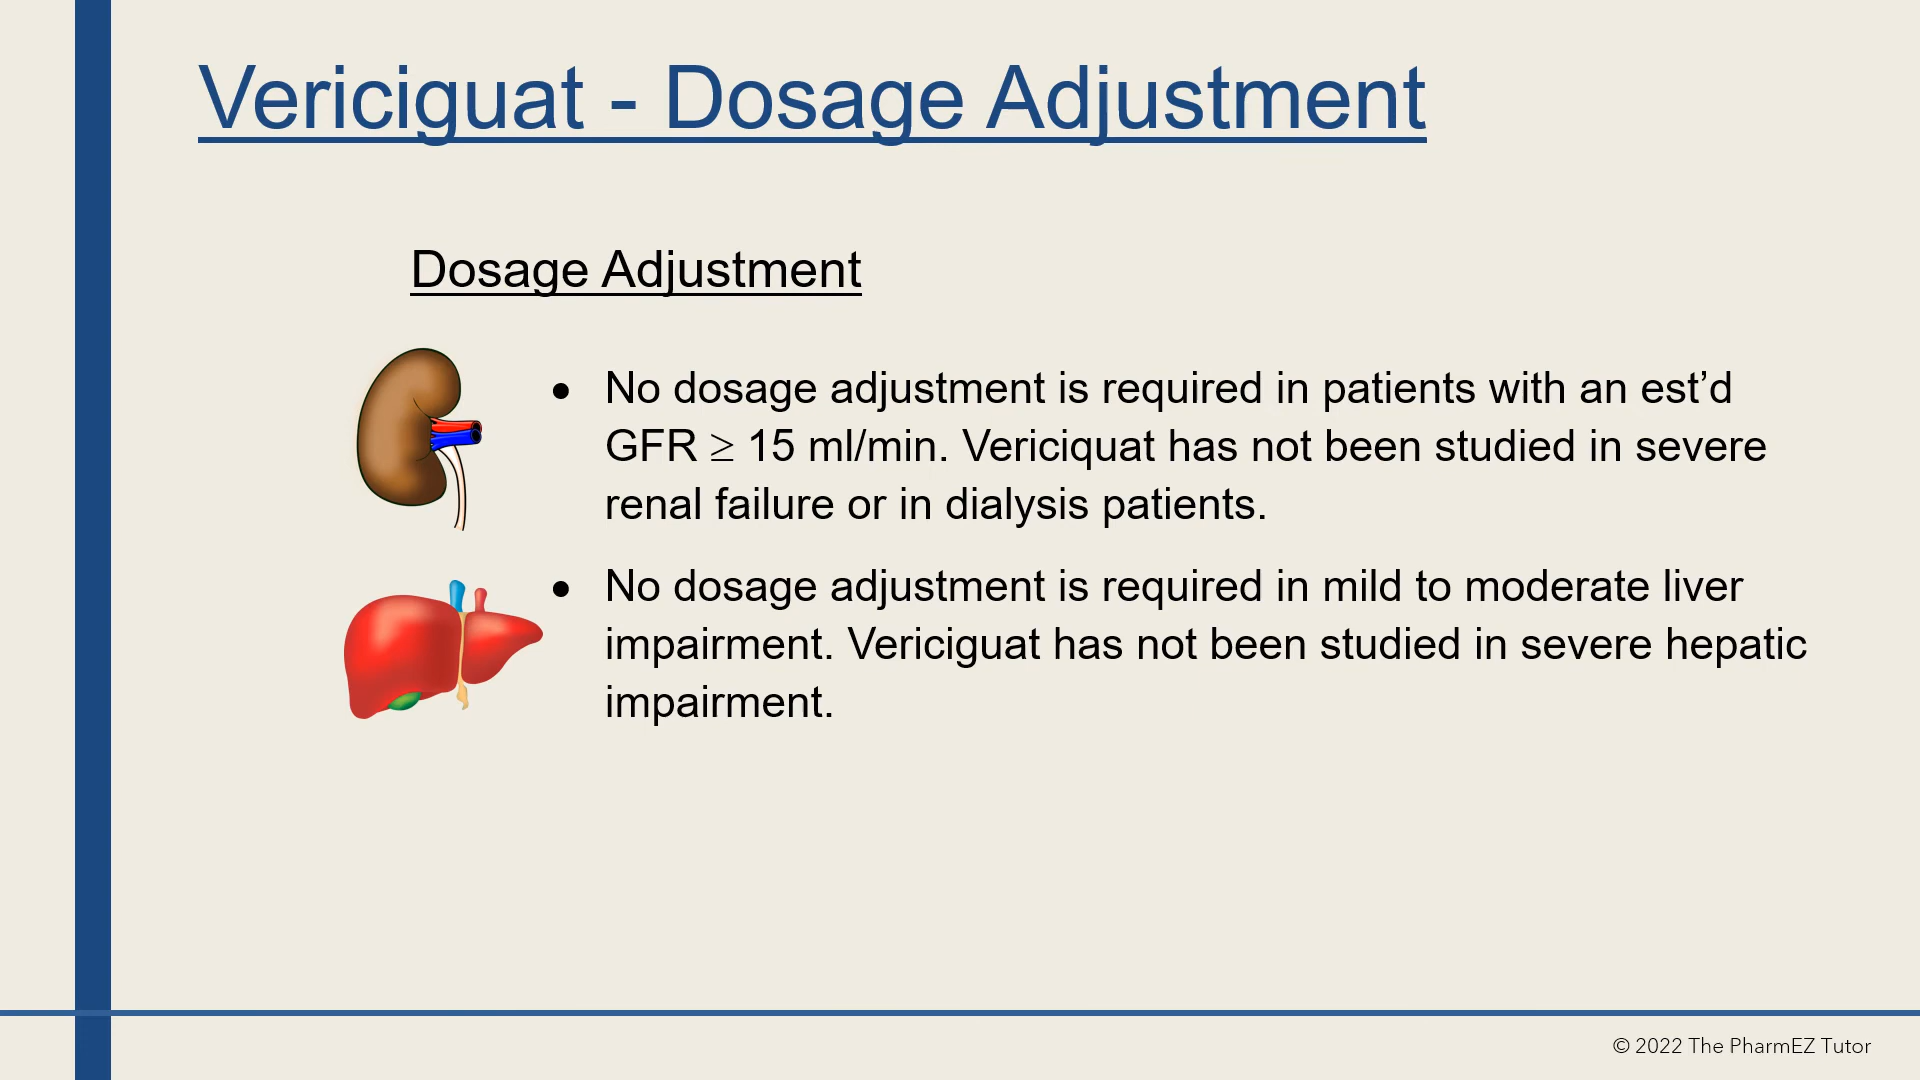 Vericiguat - Dosage Adjustment
Dosage Adjustment
● No dosage adjustment is required in patients with an est’d
GFR ≥ 15 ml/min. Vericiquat has not been studied in severe
renal failure or in dialysis patients.
● No dosage adjustment is required in mild to moderate liver
impairment. Vericiguat has not been studied in severe hepatic
impairment.
© 2022 The PharmEZ Tutor